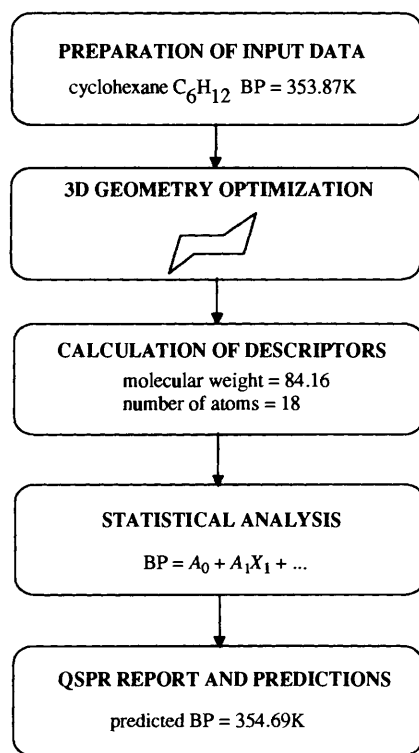 PREPARATION OF INPUT DATA
cyclohexane C6H12 BP = 353.87K
3D GEOMETRY OPTIMIZATION
CALCULATION OF DESCRIPTORS
molecular weight = 84.16
number of atoms = 18
STATISTICAL ANALYSIS
BP = A0 + A1X1 + ...
QSPR REPORT AND PREDICTIONS
predicted BP = 354.69K